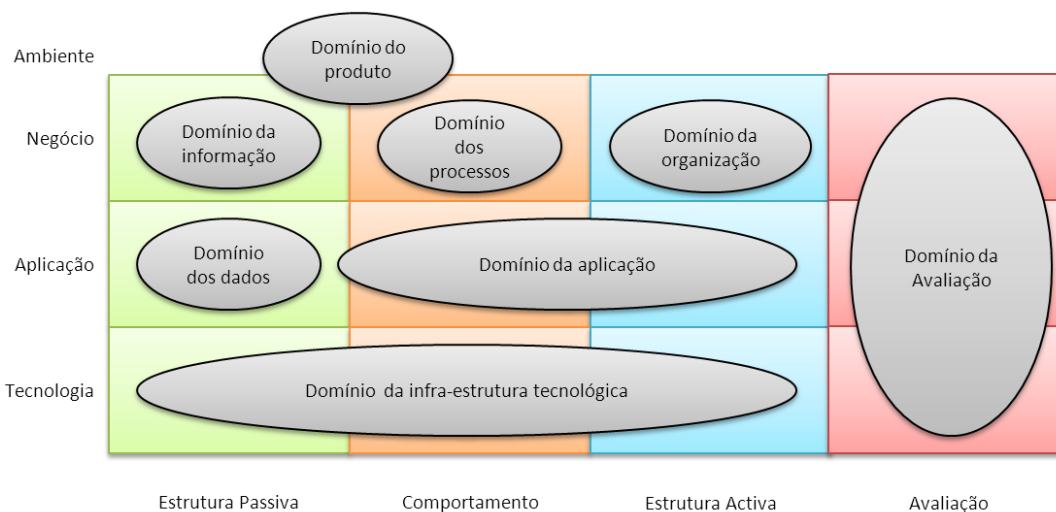 Ambiente
Domínio do
produto
Negócio
Domínio da
informação
Domínio
dos
processos
Domínio da
organização
Aplicação
Domínio
dos dados
Domínio da aplicação
Domínio da
Avaliação
Tecnologia
Domínio da infra-estrutura tecnológica
Estrutura Passiva
Comportamento
Estrutura Activa
Avaliação